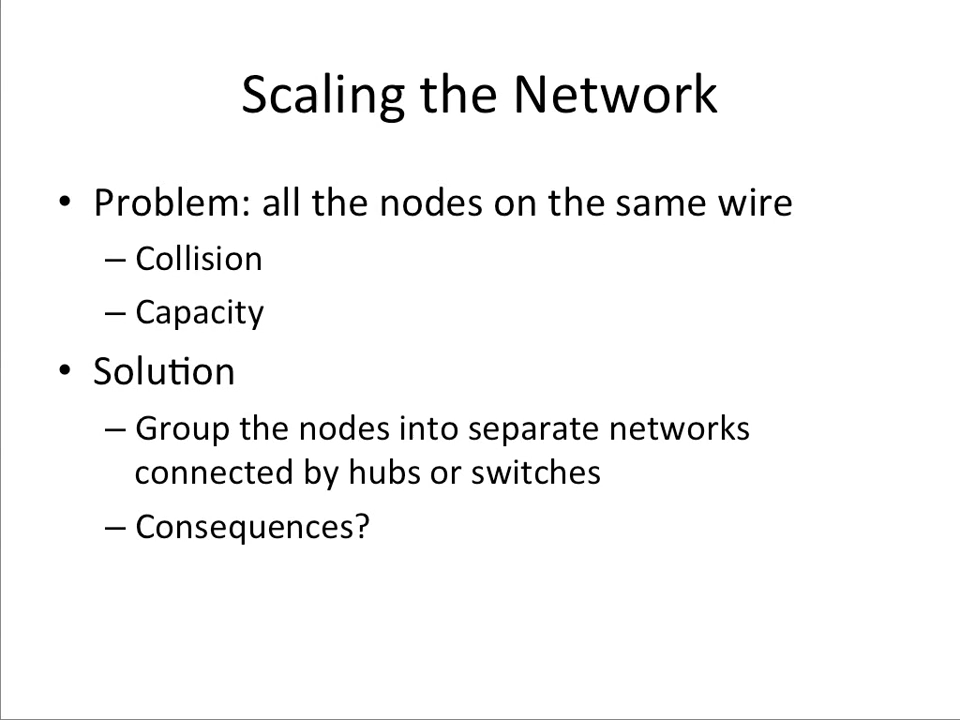 Scaling the Network
• Problem: all the nodes on the same wire
– Collision
– Capacity
• Solution
– Group the nodes into separate networks
connected by hubs or switches
– Consequences?